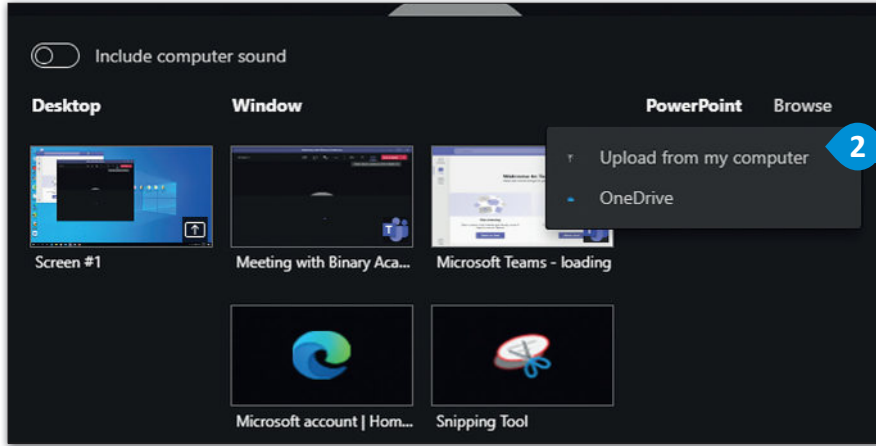 Include computer sound
Desktop
Window
PowerPoint
Browse
Upload from my computer
2
OneDrive
Screen #1
Meeting with Binary Aca...
Microsoft Teams - loading
Microsoft account | Hom...
Snipping Tool